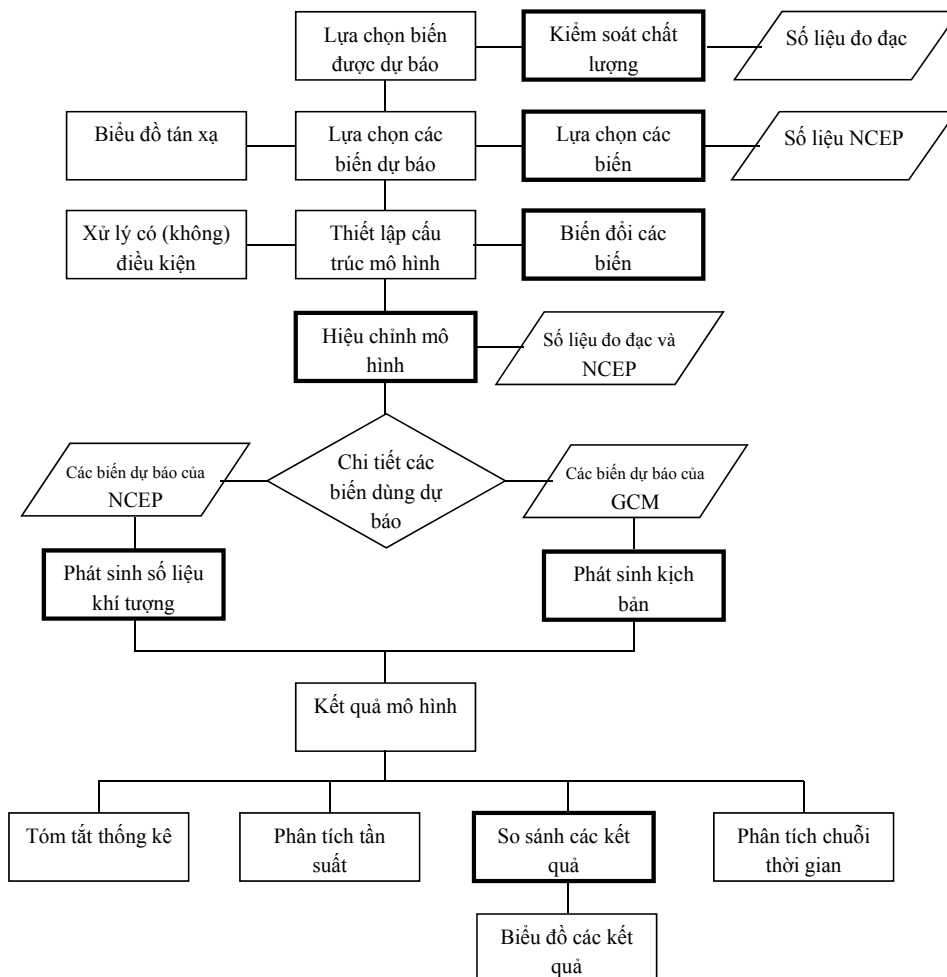 Lựa chọn biến
được dự báo
Kiểm soát chất
lượng
Số liệu đo đạc
Biểu đồ tán xạ
Lựa chọn các
biến dự báo
Lựa chọn các
biến
Số liệu NCEP
Xử lý có (không)
điều kiện
Thiết lập cấu
trúc mô hình
Biến đổi các
biến
Hiệu chỉnh mô
hình
Số liệu đo đạc và
NCEP
Các biến dự báo của
NCEP
Chi tiết các
biến dùng dự
báo
Các biến dự báo của
GCM
Phát sinh số liệu
khí tượng
Phát sinh kịch
bản
Kết quả mô hình
Tóm tắt thống kê
Phân tích tần
suất
So sánh các kết
quả
Phân tích chuỗi
thời gian
Biểu đồ các kết
quả